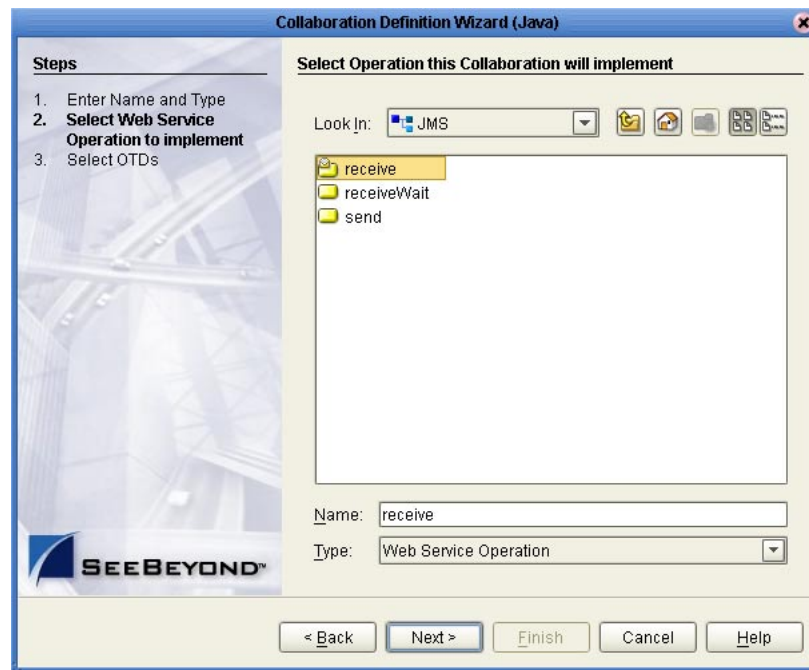 Collaboration Definition Wizard (Java)
Steps
1. Enter Name and Type
2. Select Web Service
Operation to implement
3. Select OTDs
SEEBEYOND™
Select Operation this Collaboration will implement
Look In: JMS
receive
receiveWait
send
Name: receive
Type: Web Service Operation
< Back Next > Finish Cancel Help